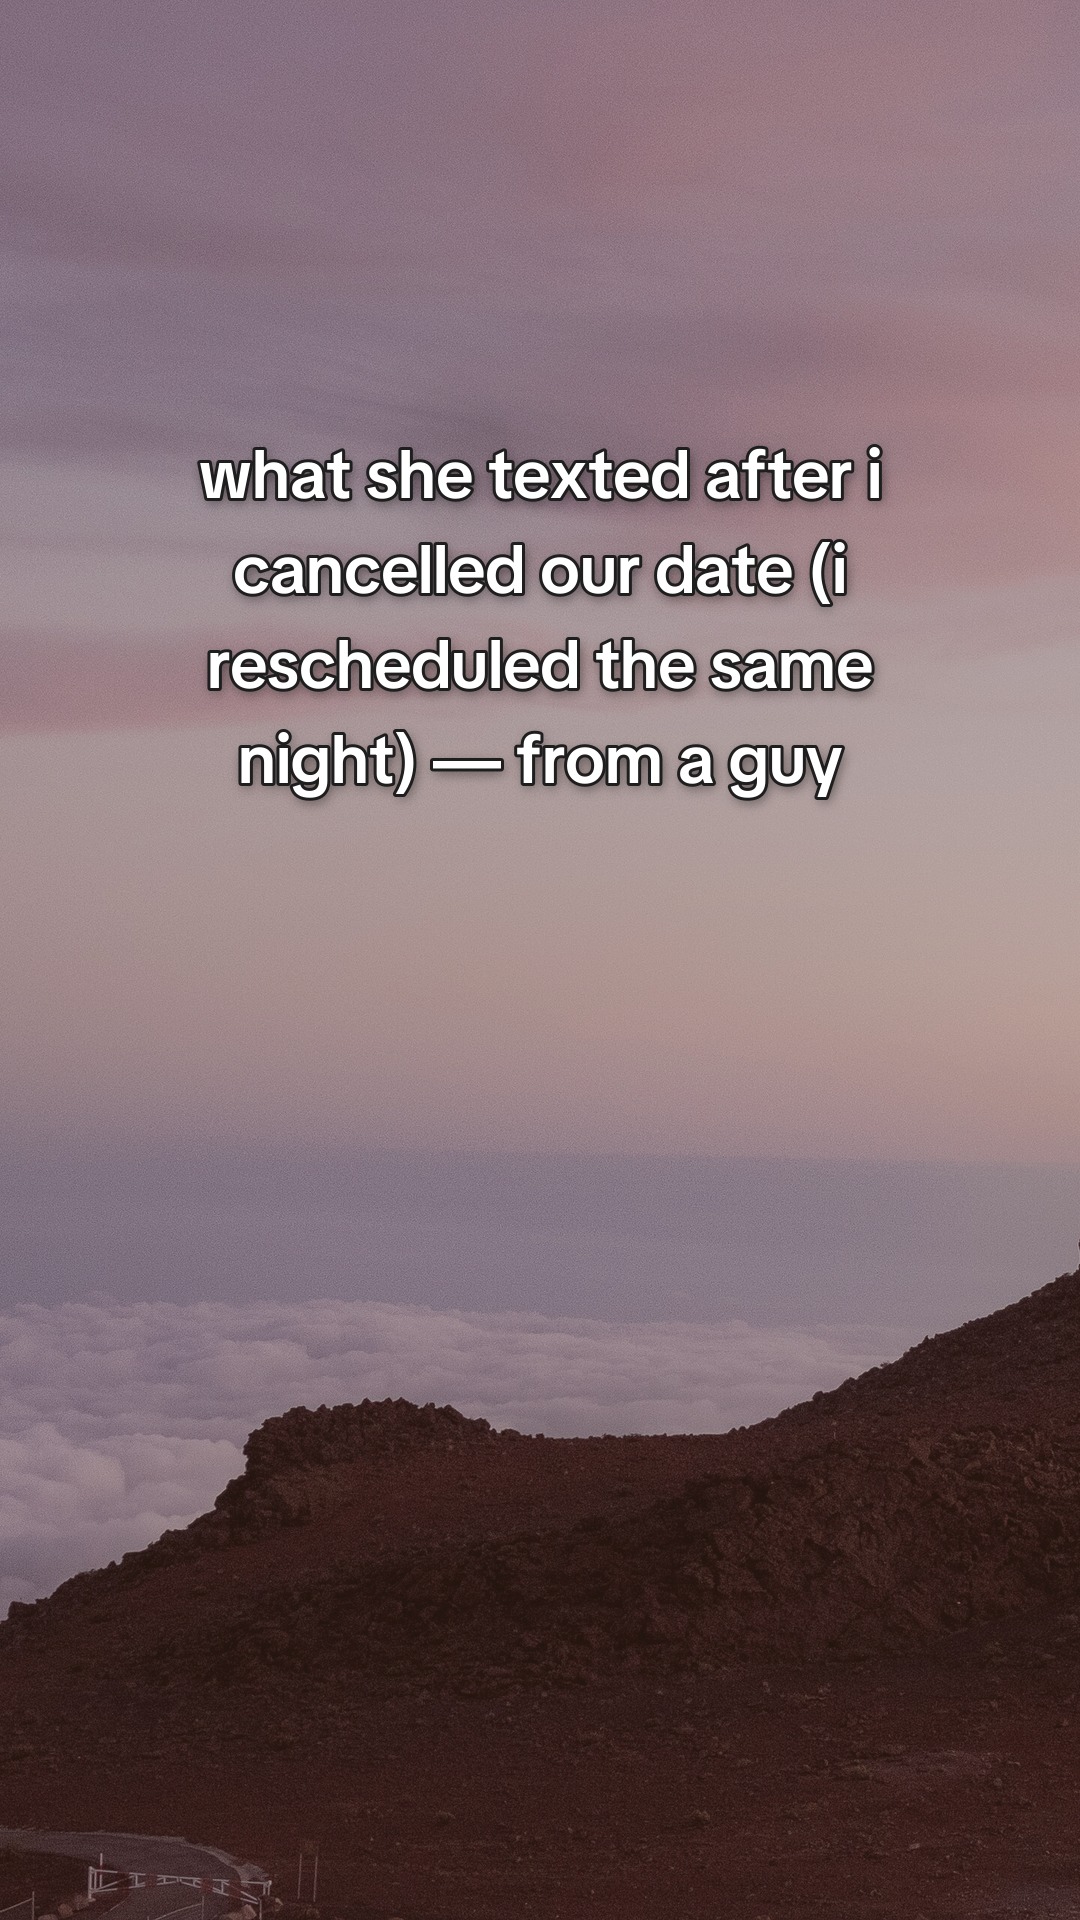 what she texted after i
cancelled our date (i
rescheduled the same
night) — from a guy